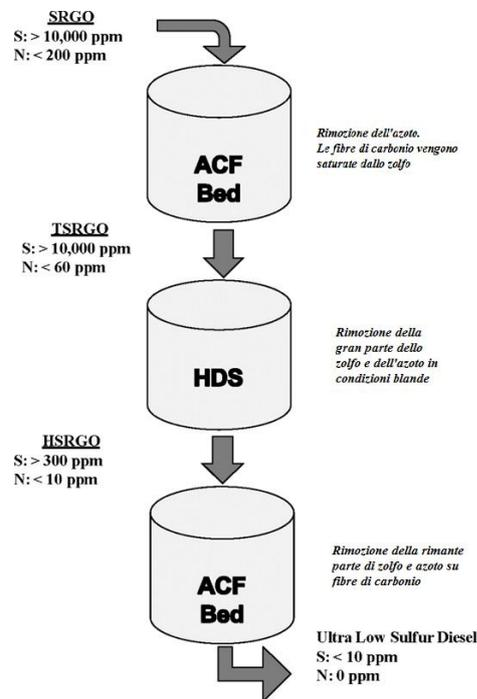 SRGO
S: > 10,000 ppm
N: < 200 ppm
Rimozione dell'azoto.
Le fibre di carbonio vengono
saturate dallo zolfo
ACF
Bed
TSRGO
S: > 10,000 ppm
N: < 60 ppm
Rimozione della
gran parte dello
zolfo e dell'azoto in
condizioni blande
HDS
HSRGO
S: > 300 ppm
N: < 10 ppm
Rimozione della rimante
parte di zolfo e azoto su
fibre di carbonio
ACF
Bed
Ultra Low Sulfur Diesel
S: < 10 ppm
N: 0 ppm